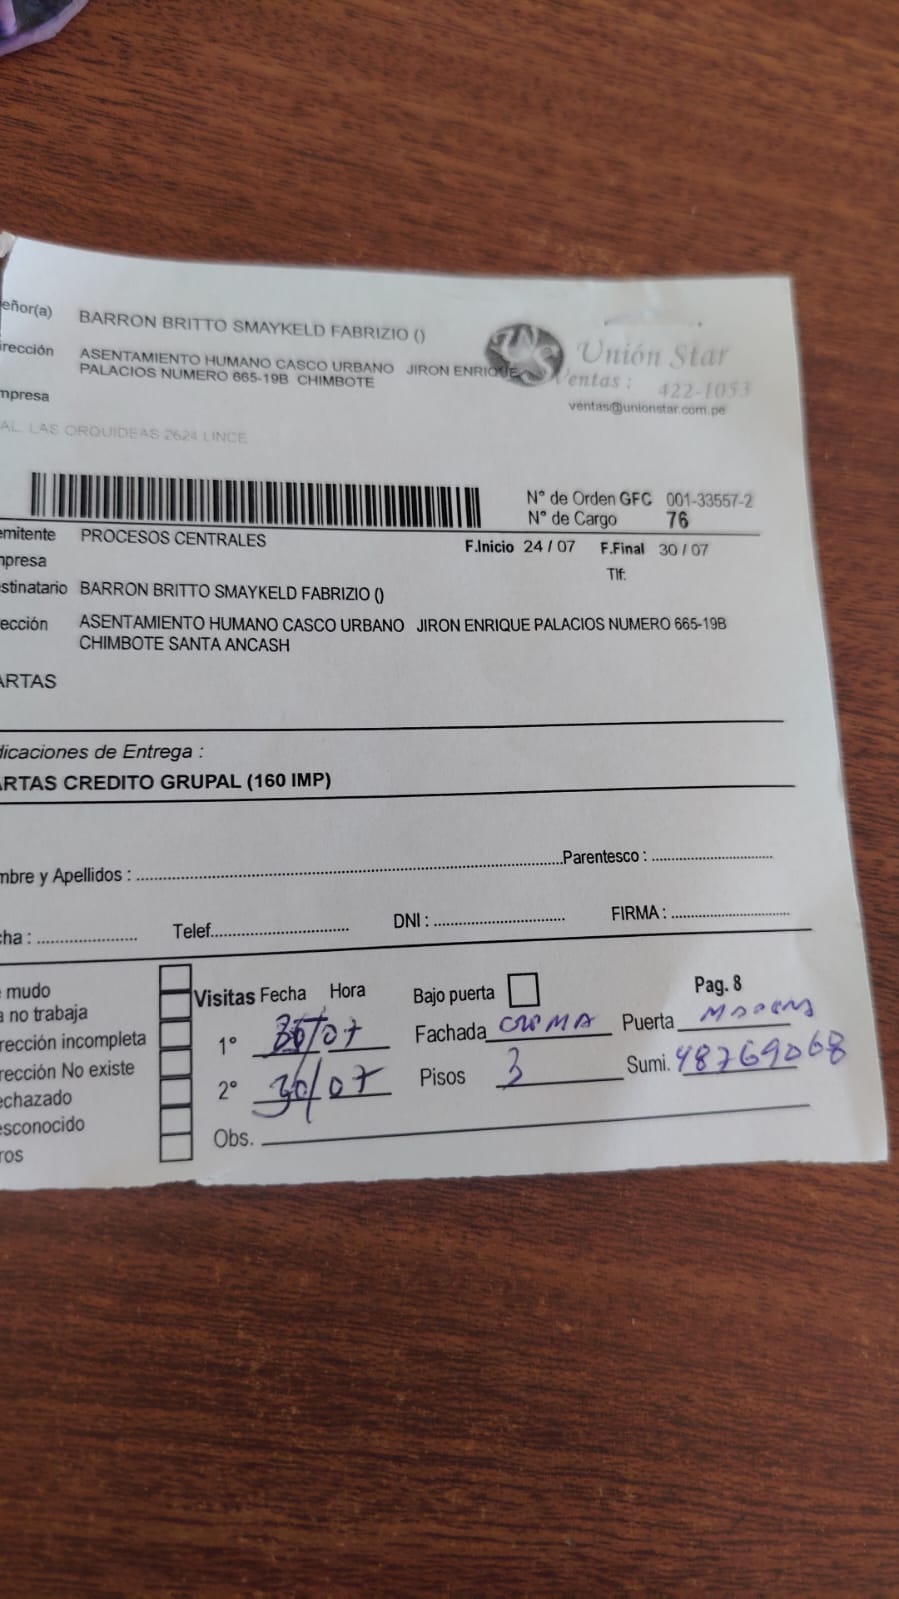 eñor(a) BARRON BRITTO SMAYKELD FABRIZIO ()
irección ASENTAMIENTO HUMANO CASCO URBANO JIRON ENRIQUE
PALACIOS NUMERO 665-19B CHIMBOTE
mpresa
Unión Star
Ventas : 422-1053
ventas@unionstar.com.pe
AL. LAS ORQUIDEAS 2624 LINCE
N° de Orden GFC 001-33557-2
N° de Cargo 76
emitente PROCESOS CENTRALES
F.Inicio 24 / 07 F.Final 30 / 07
mpresa
Tlf:
stinatario BARRON BRITTO SMAYKELD FABRIZIO ()
ección ASENTAMIENTO HUMANO CASCO URBANO JIRON ENRIQUE PALACIOS NUMERO 665-19B
CHIMBOTE SANTA ANCASH
ARTAS
dicaciones de Entrega :
ARTAS CREDITO GRUPAL (160 IMP)
mbre y Apellidos : Parentesco :
cha : Telef. DNI : FIRMA :
mudo
a no trabaja
rección incompleta
rección No existe
echazado
esconocido
ros
Visitas Fecha Hora
1° /07
2° 30/07
Obs.
Bajo puerta Pag. 8
Fachada CREMA Puerta
Pisos 3 Sumi. 48769068